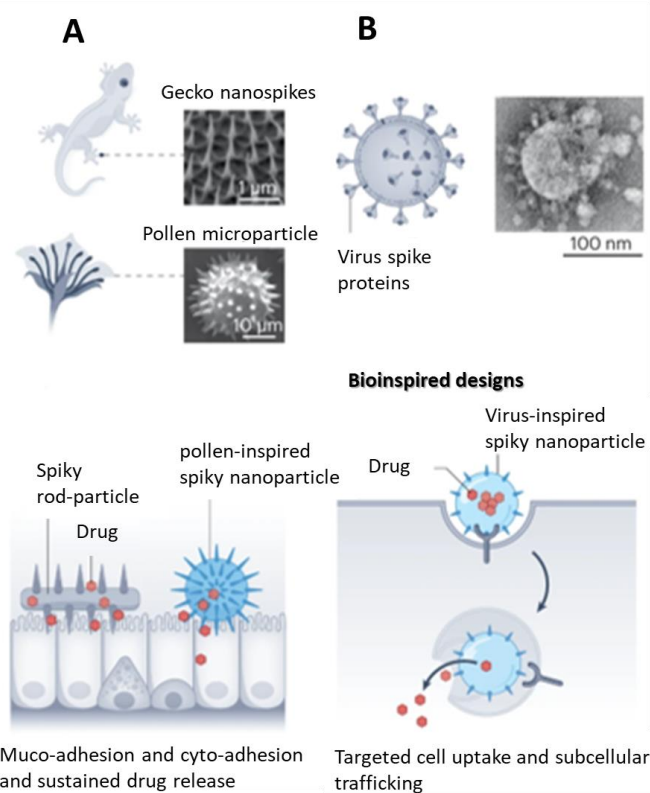 A
B
Gecko nanospikes
1 µm
Pollen microparticle
10 µm
Virus spike
proteins
100 nm
Bioinspired designs
Spiky
rod-particle
Drug
pollen-inspired
spiky nanoparticle
Virus-inspired
spiky nanoparticle
Drug
Muco-adhesion and cyto-adhesion
and sustained drug release
Targeted cell uptake and subcellular
trafficking